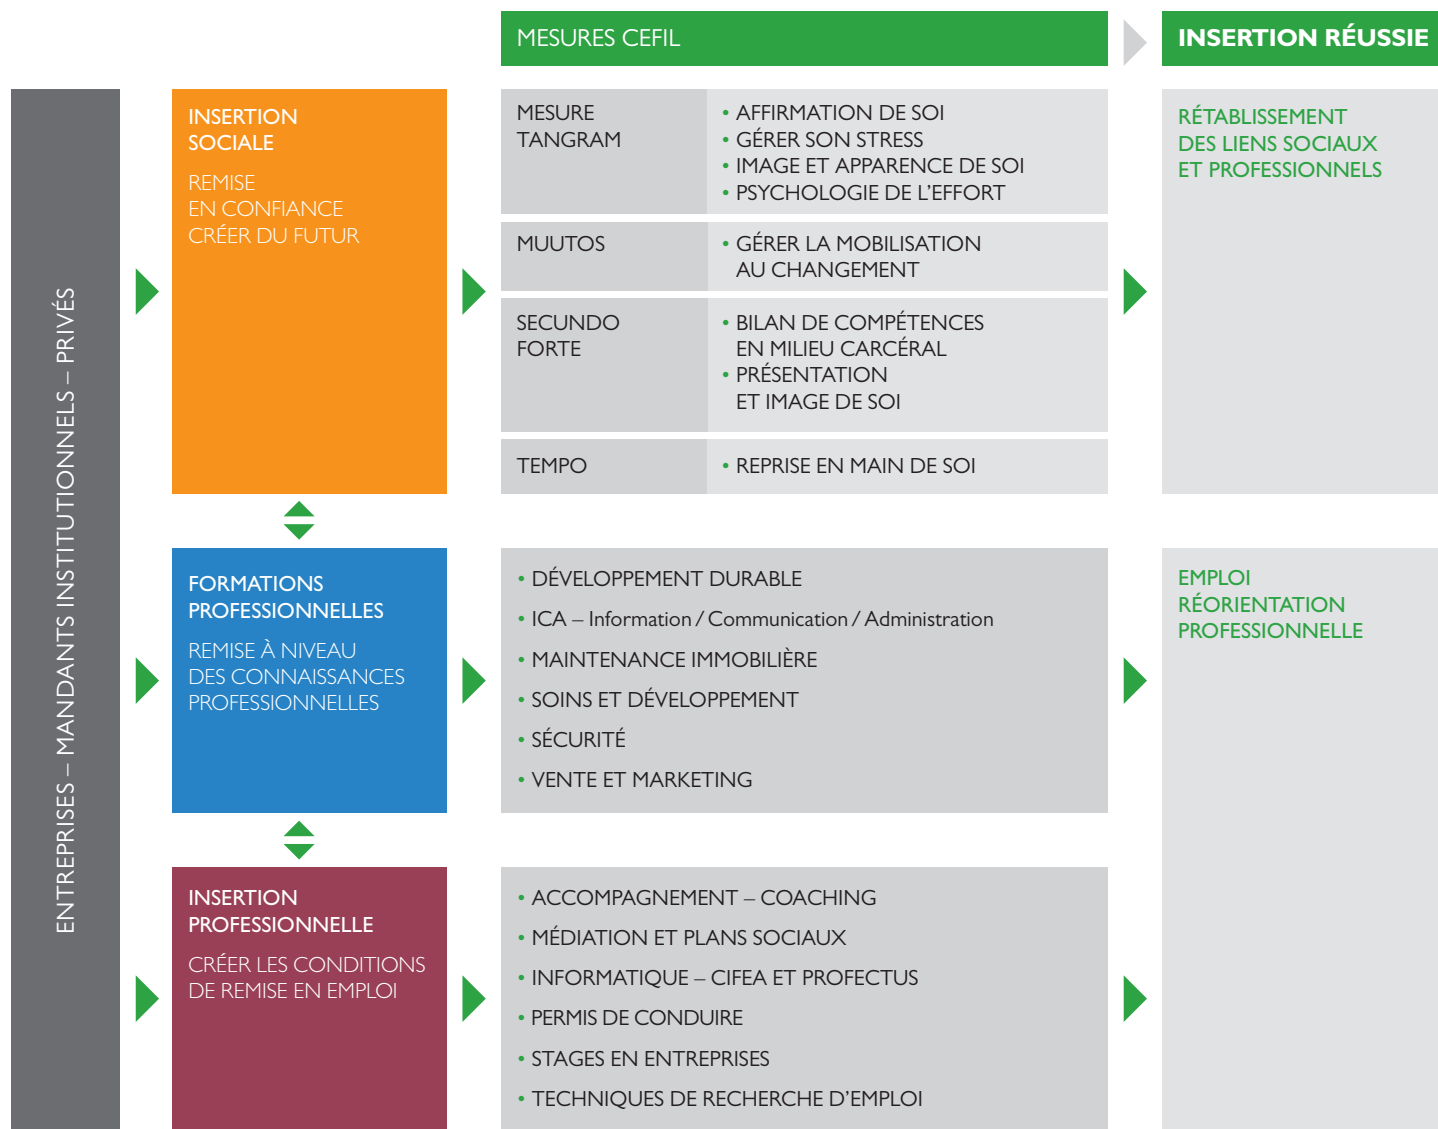 MESURES CEFIL
INSERTION RÉUSSIE
ENTREPRISES – MANDANTS INSTITUTIONNELS – PRIVÉS
INSERTION
SOCIALE
REMISE
EN CONFIANCE
CRÉER DU FUTUR
MESURE
TANGRAM
• AFFIRMATION DE SOI
• GÉRER SON STRESS
• IMAGE ET APPARENCE DE SOI
• PSYCHOLOGIE DE L'EFFORT
MUUTOS
• GÉRER LA MOBILISATION
AU CHANGEMENT
SECUNDO
FORTE
• BILAN DE COMPÉTENCES
EN MILIEU CARCÉRAL
• PRÉSENTATION
ET IMAGE DE SOI
TEMPO
• REPRISE EN MAIN DE SOI
RÉTABLISSEMENT
DES LIENS SOCIAUX
ET PROFESSIONNELS
FORMATIONS
PROFESSIONNELLES
REMISE À NIVEAU
DES CONNAISSANCES
PROFESSIONNELLES
• DÉVELOPPEMENT DURABLE
• ICA – Information / Communication / Administration
• MAINTENANCE IMMOBILIÈRE
• SOINS ET DÉVELOPPEMENT
• SÉCURITÉ
• VENTE ET MARKETING
EMPLOI
RÉORIENTATION
PROFESSIONNELLE
INSERTION
PROFESSIONNELLE
CRÉER LES CONDITIONS
DE REMISE EN EMPLOI
• ACCOMPAGNEMENT – COACHING
• MÉDIATION ET PLANS SOCIAUX
• INFORMATIQUE – CIFEA ET PROFECTUS
• PERMIS DE CONDUIRE
• STAGES EN ENTREPRISES
• TECHNIQUES DE RECHERCHE D'EMPLOI